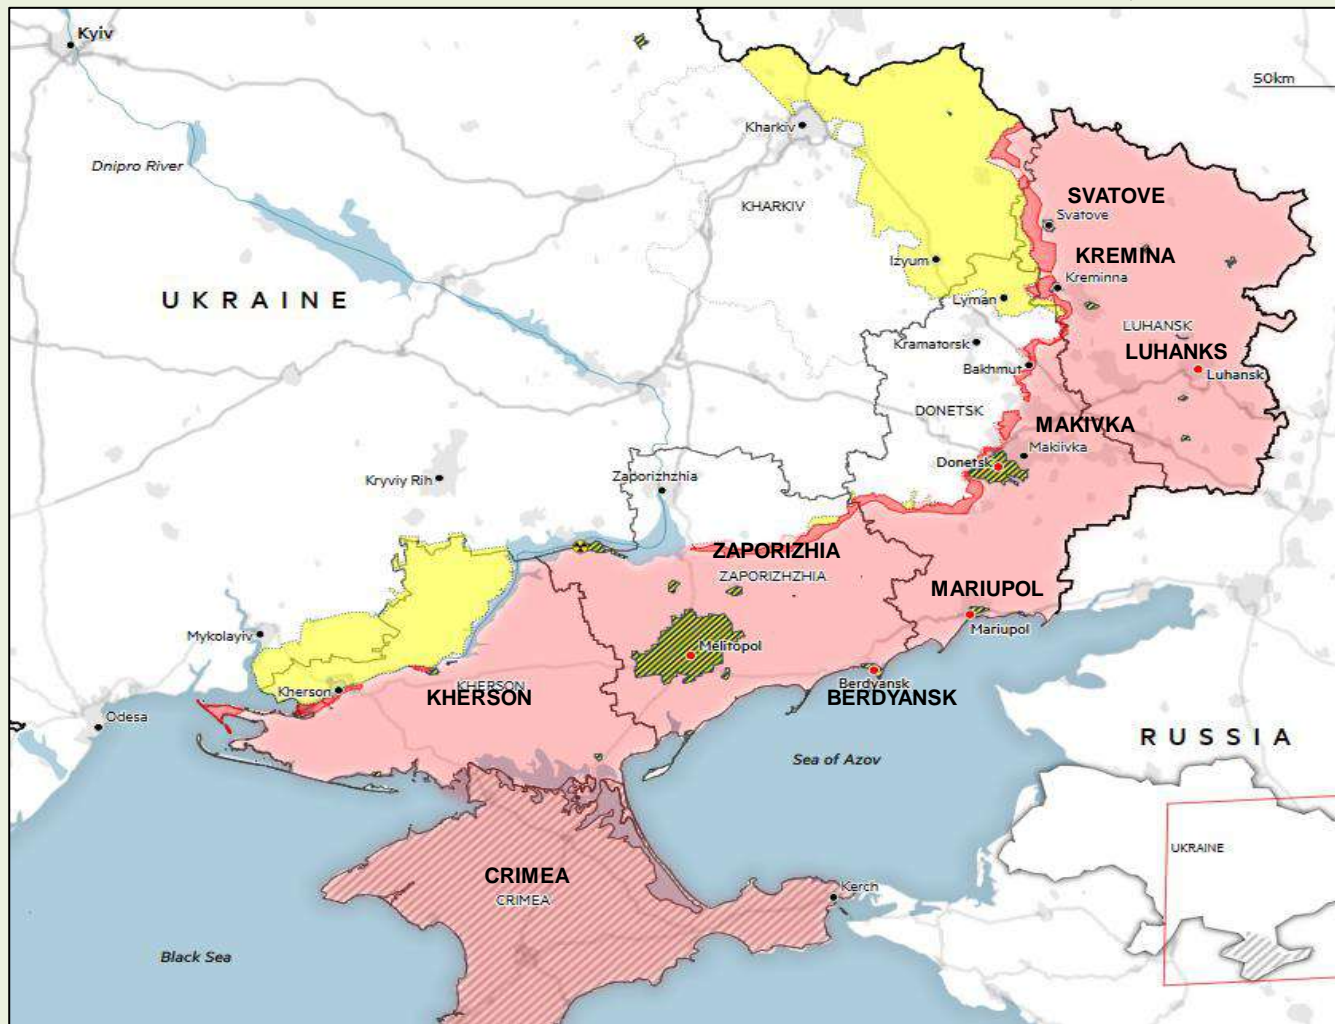 Kyiv
50km
Kharkiv
Dnipro River
SVATOVE
KHARKIV
Svatove
KREMINA
Izyum
Kreminna
UKRAINE
Lyman
LUHANSK
Kramatorsk
LUHANKS
Bakhmut
Luhansk
DONETSK
MAKIVKA
Makiivka
Donetsk
Zaporizhzhia
Kryviy Rih
ZAPORIZHIA
ZAPORIZHZHIA
MARIUPOL
Mykolayiv
Mariupol
Melitopol
Berdyansk
Kherson
KHERSON
KHERSON
BERDYANSK
Odesa
RUSSIA
Sea of Azov
UKRAINE
CRIMEA
CRIMEA
Kerch
Black Sea